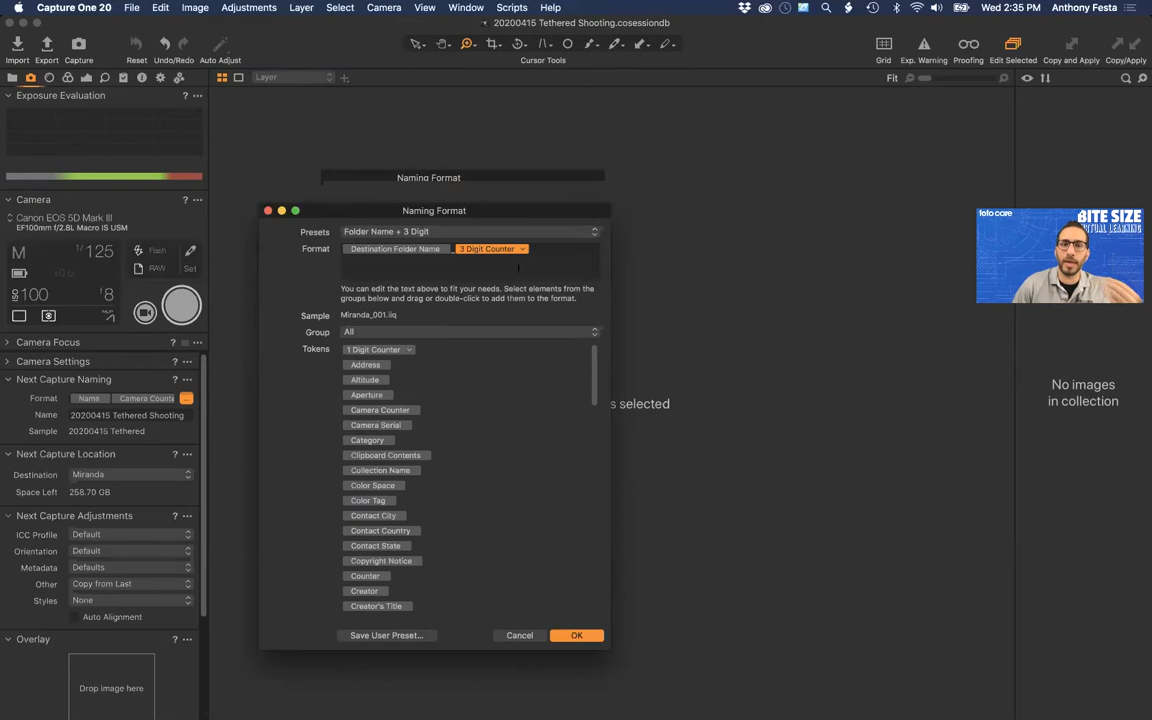 Capture One 20 File Edit Image Adjustments Layer Select Camera View Window Scripts Help Wed 2:35 PM Anthony Festa
20200415 Tethered Shooting.cosessiondb
Import Export Capture Reset Undo/Redo Auto Adjust Cursor Tools Grid Exp. Warning Proofing Edit Selected Copy and Apply Copy/Apply
Layer Fit
Exposure Evaluation ? ...
Camera ? ...
Canon EOS 5D Mark III
EF100mm f/2.8L Macro IS USM
M 1/125 Flash
RAW Set
ISO 100 f/8
Camera Focus ? ...
Camera Settings ? ...
Next Capture Naming ? ...
Format Name Camera Counte ...
Name 20200415 Tethered Shooting
Sample 20200415 Tethered
Next Capture Location ? ...
Destination Miranda
Space Left 258.70 GB
Next Capture Adjustments ? ...
ICC Profile Default
Orientation Default
Metadata Defaults
Other Copy from Last
Styles None
Auto Alignment
Overlay ? ...
Drop image here
Naming Format
Naming Format
Presets Folder Name + 3 Digit
Format Destination Folder Name _ 3 Digit Counter
You can edit the text above to fit your needs. Select elements from the
groups below and drag or double-click to add them to the format.
Sample Miranda_001.iiq
Group All
Tokens 1 Digit Counter
Address
Altitude
Aperture
Camera Counter
Camera Serial
Category
Clipboard Contents
Collection Name
Color Space
Color Tag
Contact City
Contact Country
Contact State
Copyright Notice
Counter
Creator
Creator's Title
Save User Preset... Cancel OK
s selected
foto care BITE SIZE
VIRTUAL LEARNING
No images
in collection